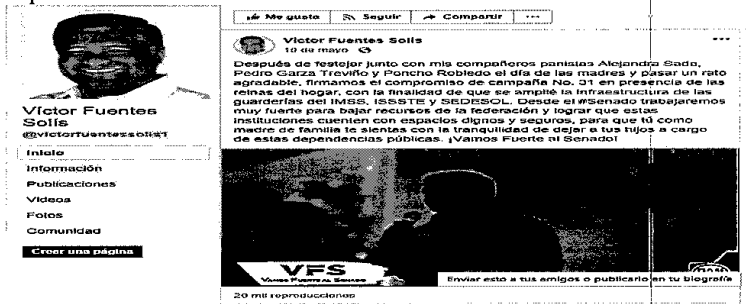 Me gusta Seguir Compartir ...
Víctor Fuentes Solís
10 de mayo
Después de festejar junto con mis compañeros panistas Alejandra Sada,
Pedro Garza Treviño y Poncho Robledo el día de las madres y pasar un rato
agradable, firmamos el compromiso de campaña No. 31 en presencia de las
reinas del hogar, con la finalidad de que se amplíe la infraestructura de las
guarderías del IMSS, ISSSTE y SEDESOL. Desde el #Senado trabajaremos
muy fuerte para bajar recursos de la federación y lograr que estas
instituciones cuenten con espacios dignos y seguros, para que tú como
madre de familia te sientas con la tranquilidad de dejar a tus hijos a cargo
de estas dependencias públicas. ¡Vamos Fuerte al Senado!
Víctor Fuentes
Solís
@victorfuentessolis1
Inicio
Información
Publicaciones
Videos
Fotos
Comunidad
Crear una página
VFS
VAMOS FUERTE AL SENADO
Enviar esto a tus amigos o publicarlo en tu biografía
20 mil reproducciones